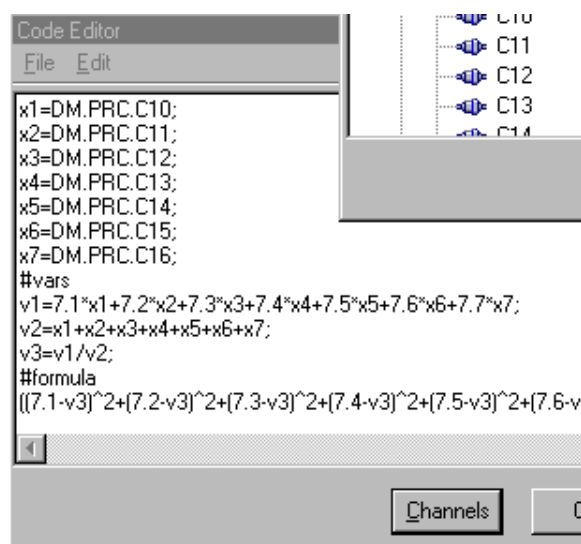 Code Editor
File Edit
C10
C11
C12
C13
C14
x1=DM.PRC.C10;
x2=DM.PRC.C11;
x3=DM.PRC.C12;
x4=DM.PRC.C13;
x5=DM.PRC.C14;
x6=DM.PRC.C15;
x7=DM.PRC.C16;
#vars
v1=7.1*x1+7.2*x2+7.3*x3+7.4*x4+7.5*x5+7.6*x6+7.7*x7;
v2=x1+x2+x3+x4+x5+x6+x7;
v3=v1/v2;
#formula
((7.1-v3)^2+(7.2-v3)^2+(7.3-v3)^2+(7.4-v3)^2+(7.5-v3)^2+(7.6-v
Channels